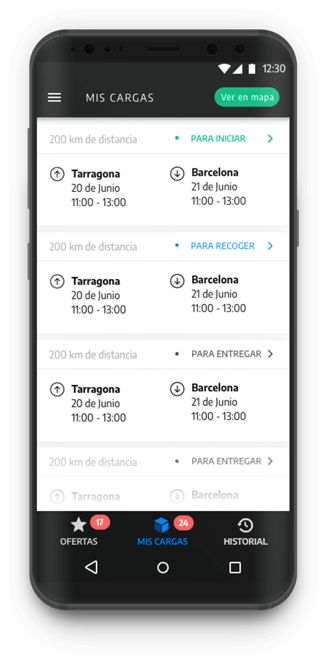 12:30
MIS CARGAS
Ver en mapa
200 km de distancia • PARA INICIAR >
Tarragona Barcelona
20 de Junio 21 de Junio
11:00 - 13:00 11:00 - 13:00
200 km de distancia • PARA RECOGER >
Tarragona Barcelona
20 de Junio 21 de Junio
11:00 - 13:00 11:00 - 13:00
200 km de distancia • PARA ENTREGAR >
Tarragona Barcelona
20 de Junio 21 de Junio
11:00 - 13:00 11:00 - 13:00
200 km de distancia • PARA ENTREGAR >
Tarragona Barcelona
17 24
OFERTAS MIS CARGAS HISTORIAL